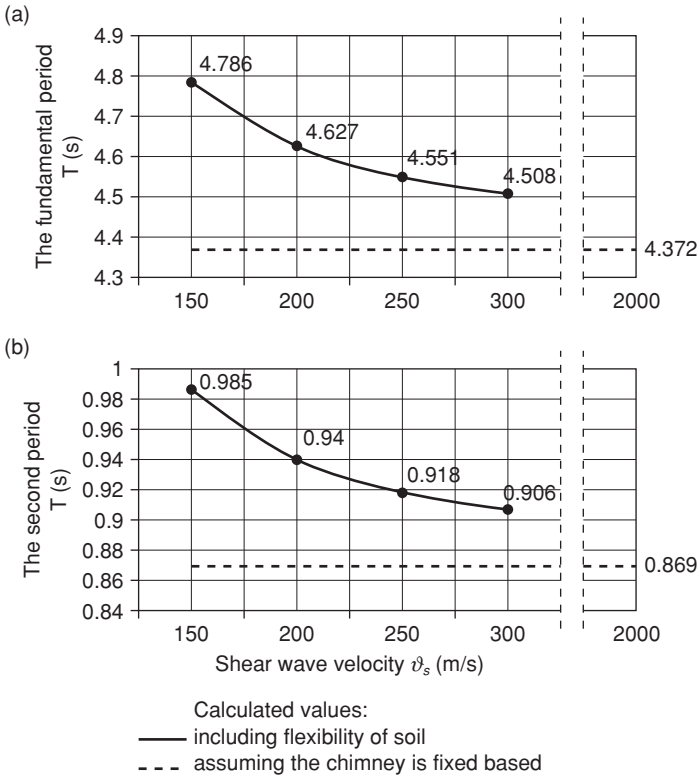 (a)
The fundamental period
T (s)
4.9
4.8
4.7
4.6
4.5
4.4
4.3
4.786
4.627
4.551
4.508
4.372
150 200 250 300 2000
(b)
The second period
T (s)
1
0.98
0.96
0.94
0.92
0.9
0.88
0.86
0.84
0.985
0.94
0.918
0.906
0.869
150 200 250 300 2000
Shear wave velocity ϑs (m/s)
Calculated values:
including flexibility of soil
assuming the chimney is fixed based